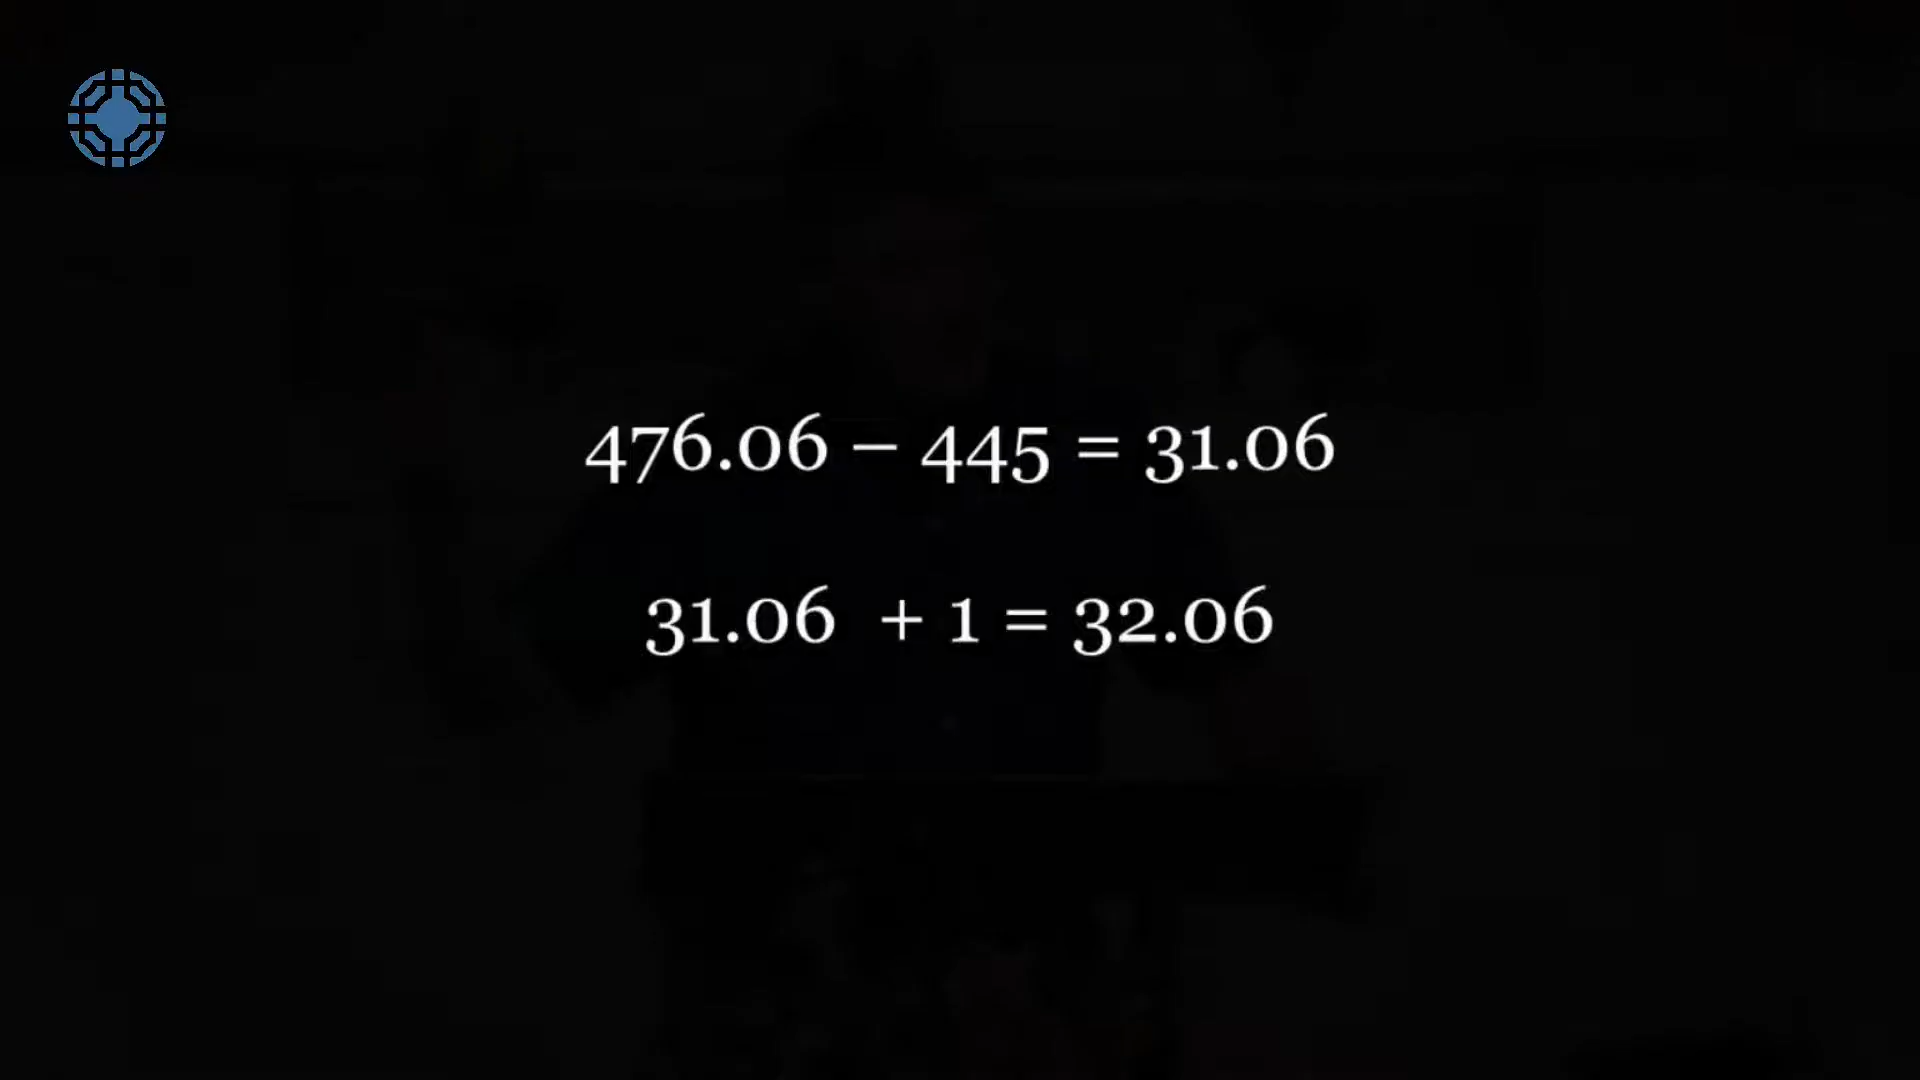 476.06 – 445 = 31.06
31.06 + 1 = 32.06